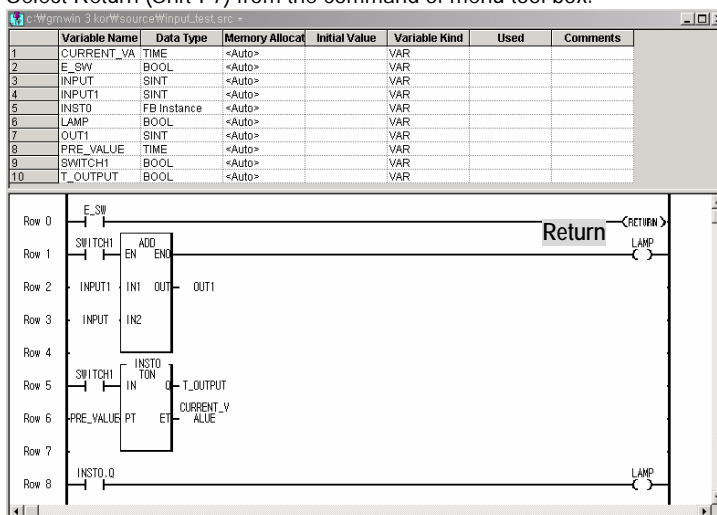 Select Return (Shift F7) from the command of menu tool box.
c:₩gmwin 3 kor₩source₩input_test,src *
Variable Name Data Type Memory Allocat Initial Value Variable Kind Used Comments
1 CURRENT_VA TIME <Auto> VAR
2 E_SW BOOL <Auto> VAR
3 INPUT SINT <Auto> VAR
4 INPUT1 SINT <Auto> VAR
5 INST0 FB Instance <Auto> VAR
6 LAMP BOOL <Auto> VAR
7 OUT1 SINT <Auto> VAR
8 PRE_VALUE TIME <Auto> VAR
9 SWITCH1 BOOL <Auto> VAR
10 T_OUTPUT BOOL <Auto> VAR
E_SW
Row 0 RETURN
Return
SWITCH1 ADD LAMP
Row 1 EN ENO
Row 2 INPUT1 IN1 OUT OUT1
Row 3 INPUT IN2
Row 4
INST0
SWITCH1 TON
Row 5 IN Q T_OUTPUT
CURRENT_V
Row 6 PRE_VALUE PT ET ALUE
Row 7
INST0.Q LAMP
Row 8